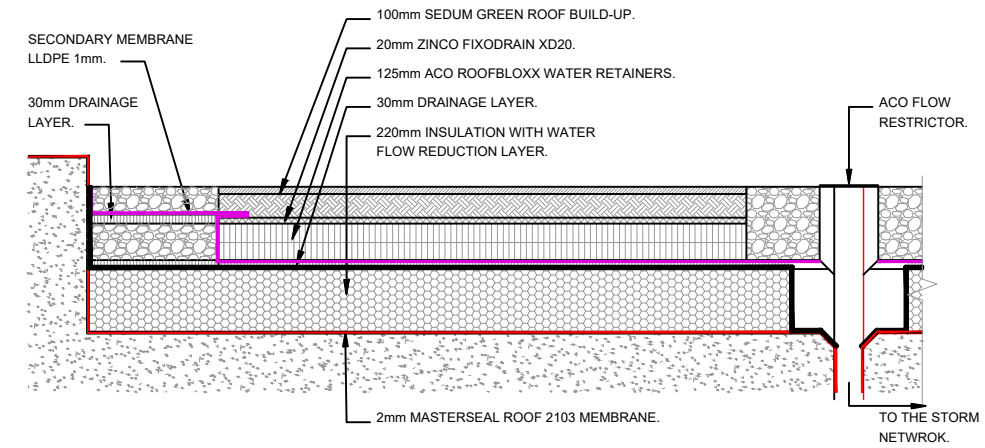 100mm SEDUM GREEN ROOF BUILD-UP.
SECONDARY MEMBRANE
LLDPE 1mm.
20mm ZINCO FIXODRAIN XD20.
125mm ACO ROOFBLOXX WATER RETAINERS.
30mm DRAINAGE
LAYER.
30mm DRAINAGE LAYER.
220mm INSULATION WITH WATER
FLOW REDUCTION LAYER.
ACO FLOW
RESTRICTOR.
2mm MASTERSEAL ROOF 2103 MEMBRANE.
TO THE STORM
NETWROK.